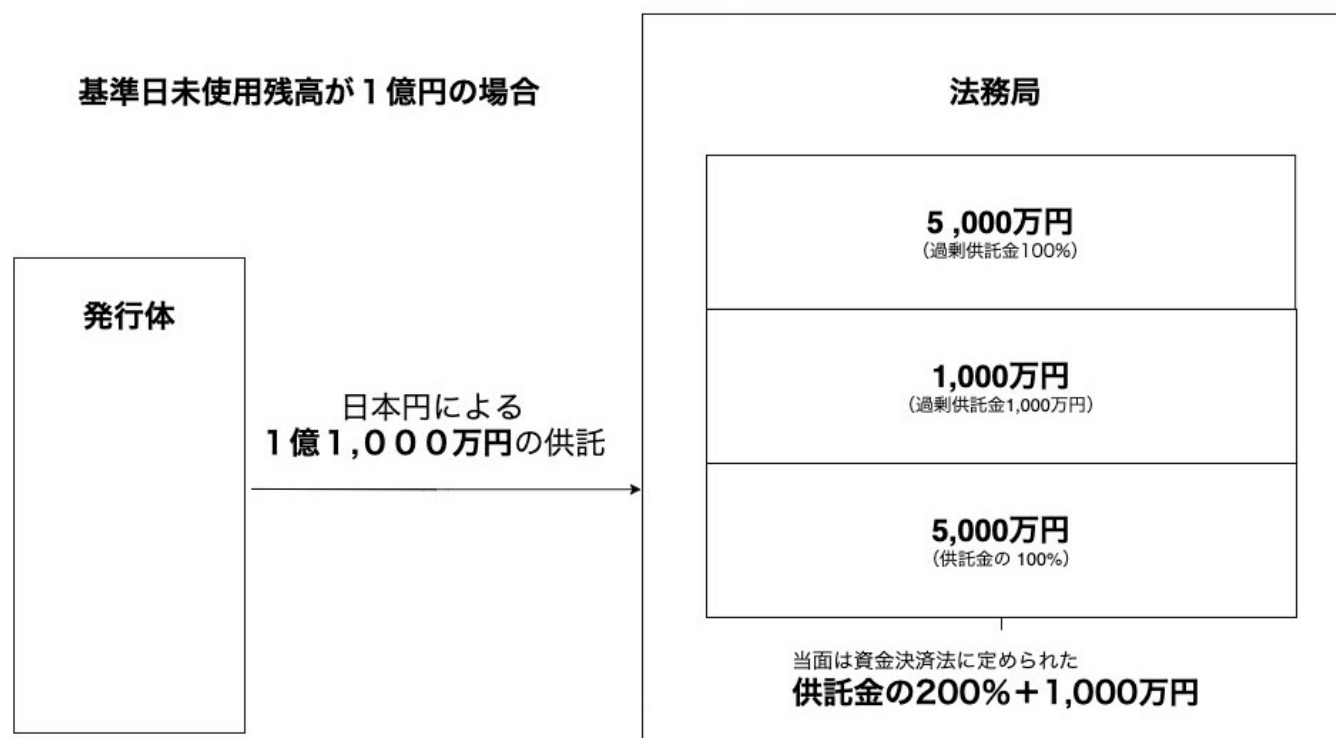 基準日未使用残高が１億円の場合
法務局
5 ,000万円
（過剰供託金100%）
発行体
1,000万円
（過剰供託金1,000万円）
日本円による
１億１,０００万円の供託
5,000万円
（供託金の 100%）
当面は資金決済法に定められた
供託金の200%＋1,000万円